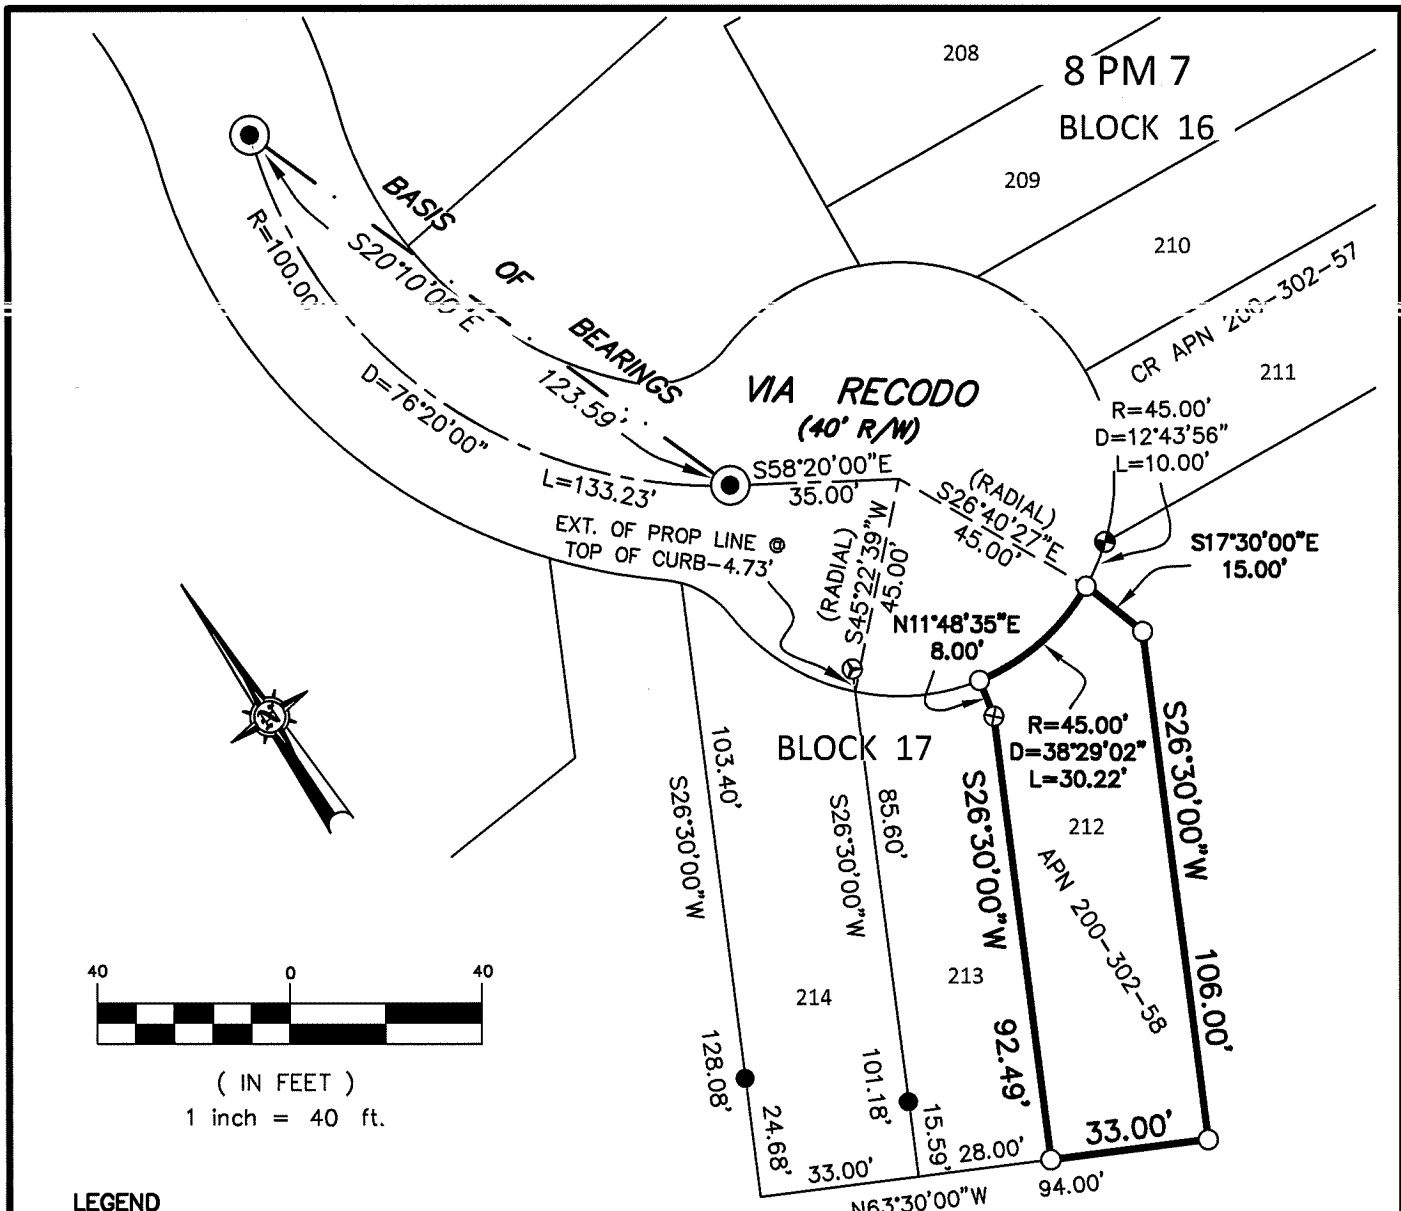 208
8 PM 7
BLOCK 16
209
210
CR APN 200-302-57
211
BASIS OF BEARINGS
S20°10'00"E
123.59'
R=100.00'
D=76°20'00"
L=133.23'
VIA RECODO
(40' R/W)
S58°20'00"E
35.00'
(RADIAL)
S26°40'27"E
45.00'
R=45.00'
D=12°43'56"
L=10.00'
S17°30'00"E
15.00'
EXT. OF PROP LINE @
TOP OF CURB-4.73'
(RADIAL)
S45°22'39"W
45.00'
N11°48'35"E
8.00'
R=45.00'
D=38°29'02"
L=30.22'
BLOCK 17
103.40'
S26°30'00"W
85.60'
S26°30'00"W
S26°30'00"W
92.49'
212
APN 200-302-58
S26°30'00"W
106.00'
213
214
128.08'
24.68'
101.18'
15.59'
33.00'
28.00'
33.00'
N63°30'00"W
94.00'
40 0 40
( IN FEET )
1 inch = 40 ft.
LEGEND